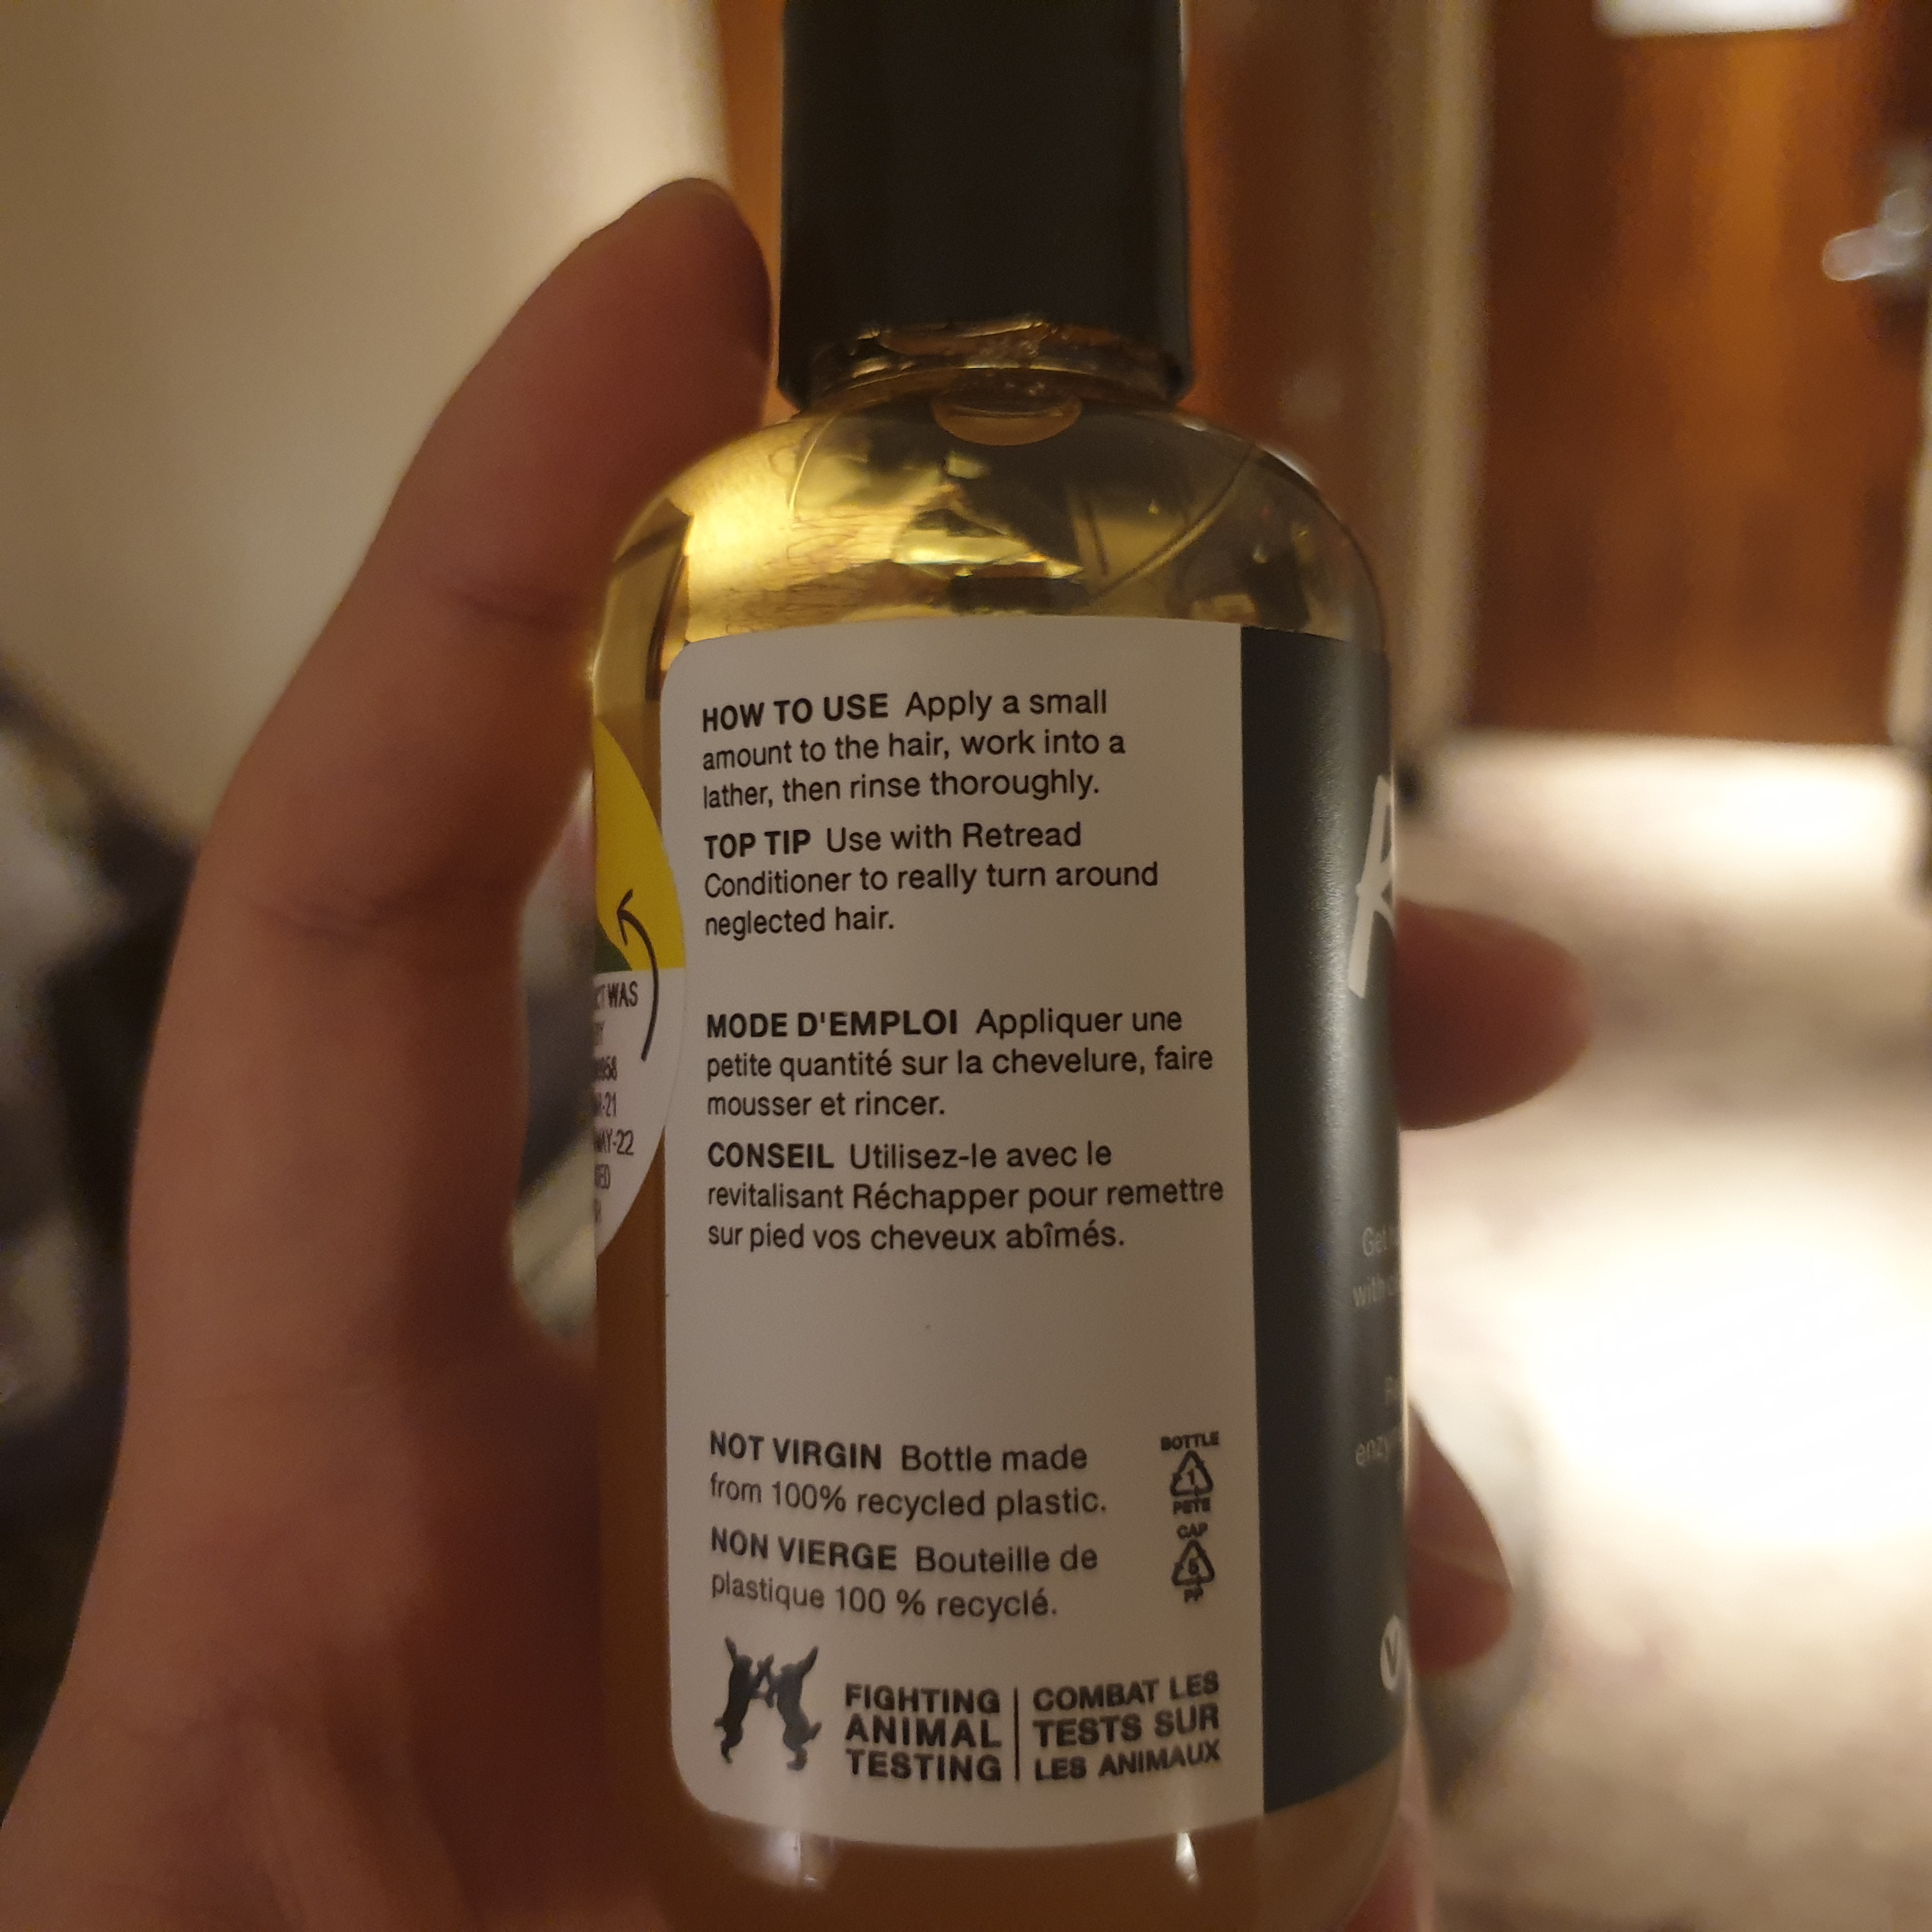 HOW TO USE Apply a small
amount to the hair, work into a
lather, then rinse thoroughly.
TOP TIP Use with Retread
Conditioner to really turn around
neglected hair.
MODE D'EMPLOI Appliquer une
petite quantité sur la chevelure, faire
mousser et rincer.
CONSEIL Utilisez-le avec le
revitalisant Réchapper pour remettre
sur pied vos cheveux abîmés.
NOT VIRGIN Bottle made
from 100% recycled plastic.
NON VIERGE Bouteille de
plastique 100 % recyclé.
BOTTLE
1
PETE
CAP
5
PP
FIGHTING
ANIMAL
TESTING
COMBAT LES
TESTS SUR
LES ANIMAUX
WAS
Get
with
V